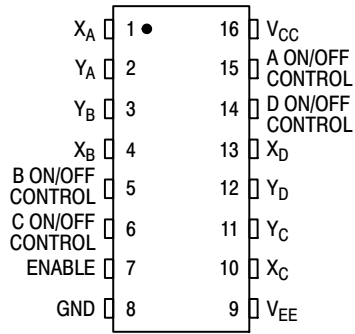 XA 1 16 VCC
YA 2 15 A ON/OFF CONTROL
YB 3 14 D ON/OFF CONTROL
XB 4 13 XD
B ON/OFF CONTROL 5 12 YD
C ON/OFF CONTROL 6 11 YC
ENABLE 7 10 XC
GND 8 9 VEE